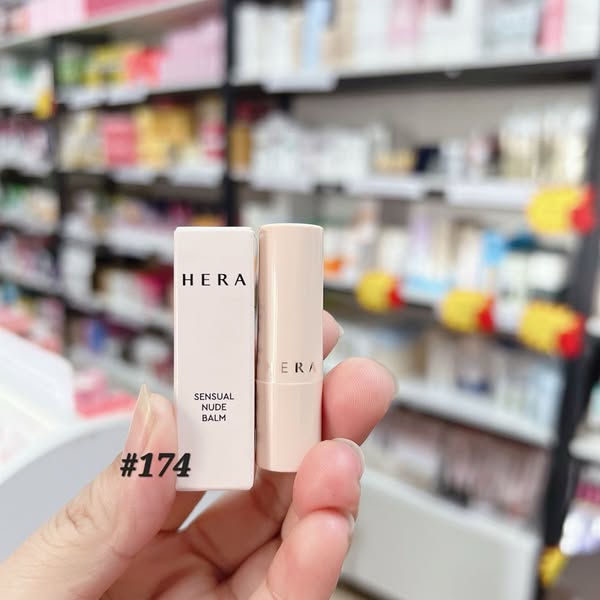 HERA
HERA
SENSUAL
NUDE
BALM
#174